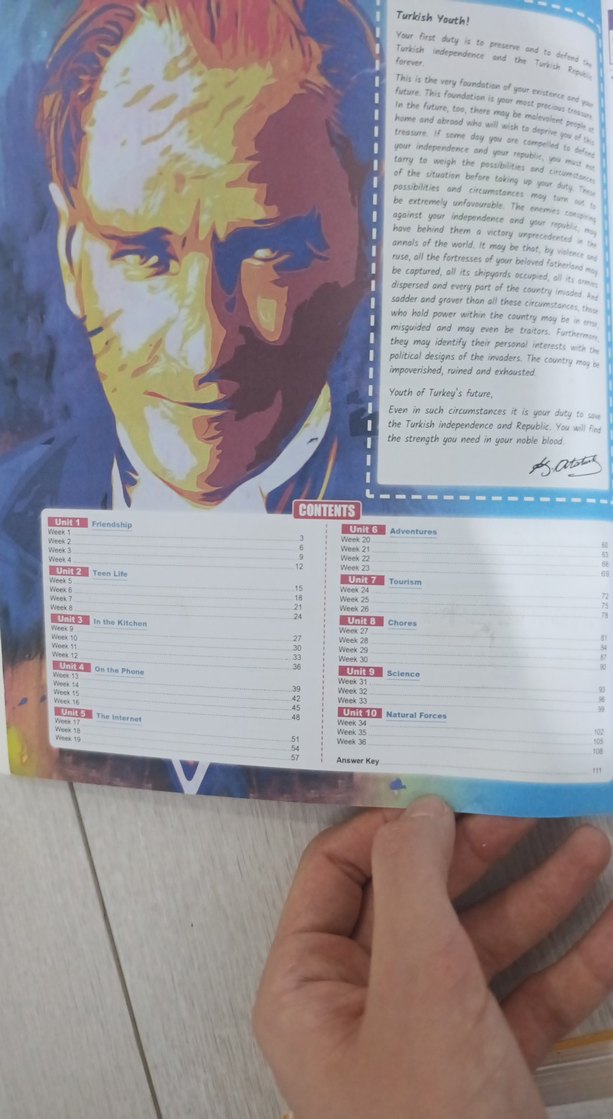 Turkish Youth!
Your first duty is to preserve and to defend the
Turkish independence and the Turkish Republic
forever.
This is the very foundation of your existence and your
future. This foundation is your most precious treasure.
In the future, too, there may be malevolent people at
home and abroad who will wish to deprive you of this
treasure. If some day you are compelled to defend
your independence and your republic, you must not
tarry to weigh the possibilities and circumstances
of the situation before taking up your duty. These
possibilities and circumstances may turn out to
be extremely unfavourable. The enemies conspiring
against your independence and your republic, may
have behind them a victory unprecedented in the
annals of the world. It may be that, by violence and
ruse, all the fortresses of your beloved fatherland may
be captured, all its shipyards occupied, all its armies
dispersed and every part of the country invaded. And
sadder and graver than all these circumstances, those
who hold power within the country may be in error,
misguided and may even be traitors. Furthermore,
they may identify their personal interests with the
political designs of the invaders. The country may be
impoverished, ruined and exhausted.
Youth of Turkey's future,
Even in such circumstances it is your duty to save
the Turkish independence and Republic. You will find
the strength you need in your noble blood.
K. Atatürk
CONTENTS
Unit 1 Friendship
Week 1 3
Week 2 6
Week 3 9
Week 4 12
Unit 2 Teen Life
Week 5 15
Week 6 18
Week 7 21
Week 8 24
Unit 3 In the Kitchen
Week 9 27
Week 10 30
Week 11 33
Week 12 36
Unit 4 On the Phone
Week 13 39
Week 14 42
Week 15 45
Week 16 48
Unit 5 The Internet
Week 17 51
Week 18 54
Week 19 57
Unit 6 Adventures
Week 20 60
Week 21 63
Week 22 66
Week 23 69
Unit 7 Tourism
Week 24 72
Week 25 75
Week 26 78
Unit 8 Chores
Week 27 81
Week 28 84
Week 29 87
Week 30 90
Unit 9 Science
Week 31 93
Week 32 96
Week 33 99
Unit 10 Natural Forces
Week 34 102
Week 35 105
Week 36 108
Answer Key 111